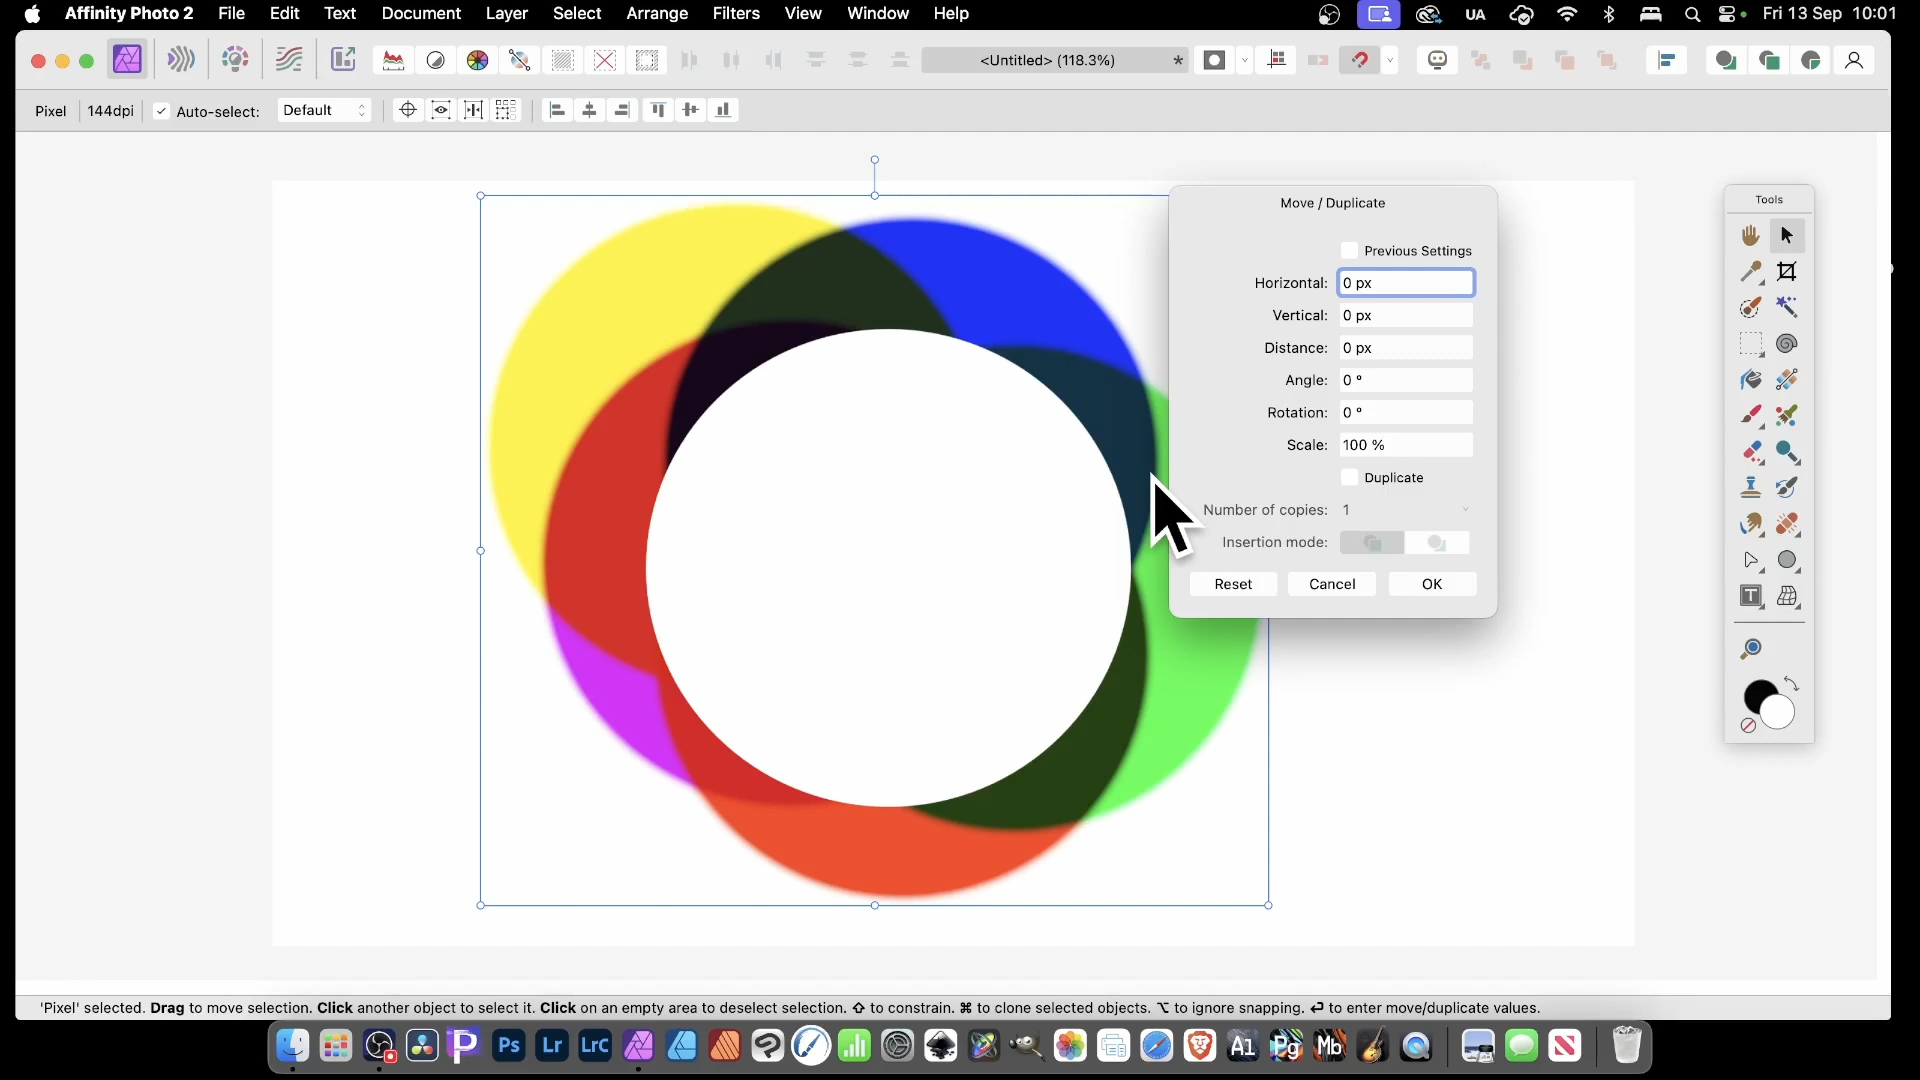 Affinity Photo 2 File Edit Text Document Layer Select Arrange Filters View Window Help UA Fri 13 Sep 10:01
<Untitled> (118.3%) *
Pixel 144dpi Auto-select: Default
Move / Duplicate
Previous Settings
Horizontal: 0 px
Vertical: 0 px
Distance: 0 px
Angle: 0 °
Rotation: 0 °
Scale: 100 %
Duplicate
Number of copies: 1
Insertion mode:
Reset Cancel OK
Tools
T
'Pixel' selected. Drag to move selection. Click another object to select it. Click on an empty area to deselect selection. ⇧ to constrain. ⌘ to clone selected objects. ⌥ to ignore snapping. ⏎ to enter move/duplicate values.
P Ps Lr LrC AI Pg Mb